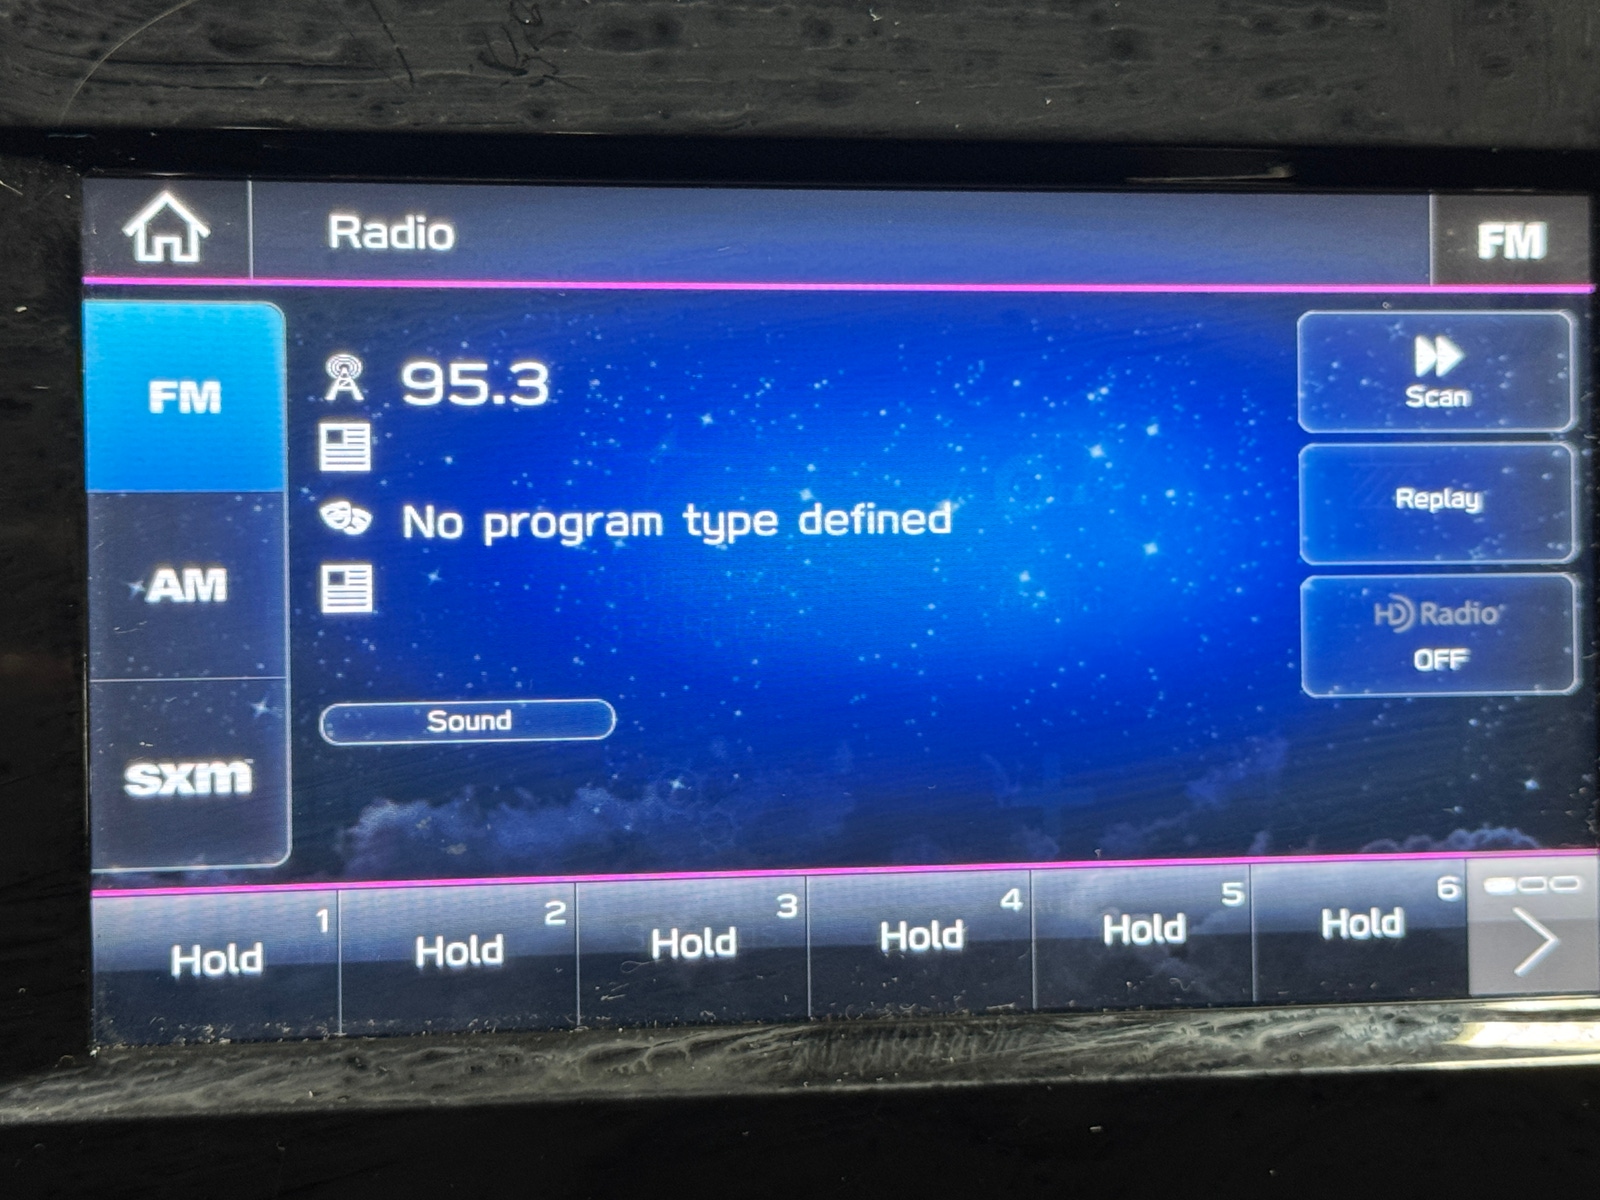 Radio
FM
FM
AM
sxm
95.3
No program type defined
Sound
Scan
Replay
HD Radio
OFF
1
Hold
2
Hold
3
Hold
4
Hold
5
Hold
6
Hold